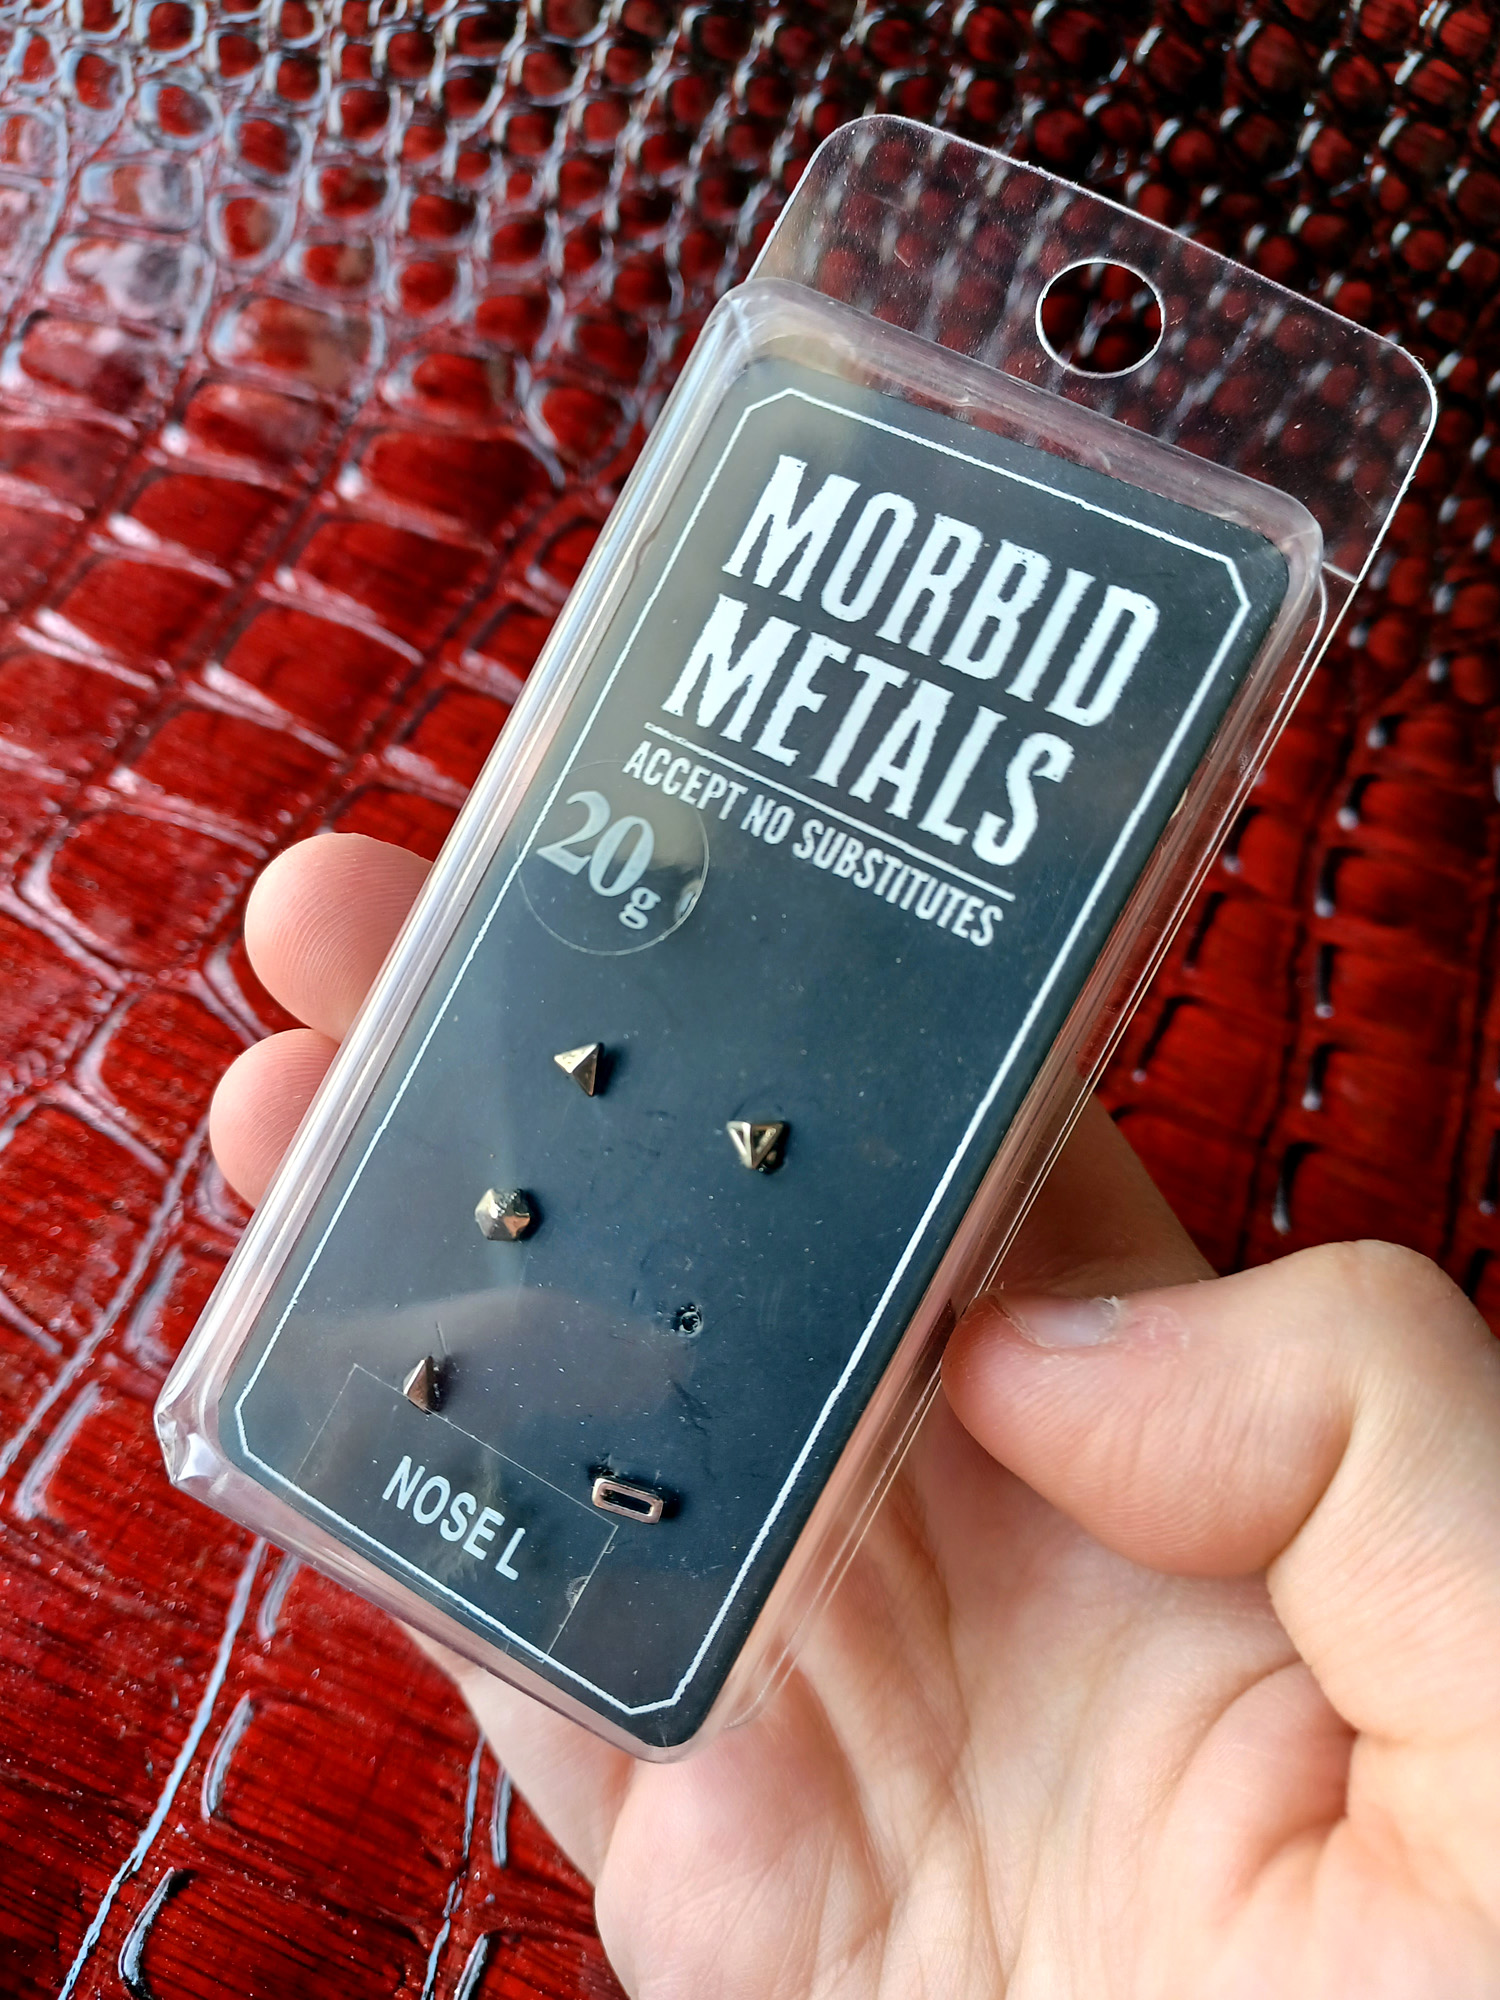 MORBID
METALS
ACCEPT NO SUBSTITUTES
20g
NOSE L